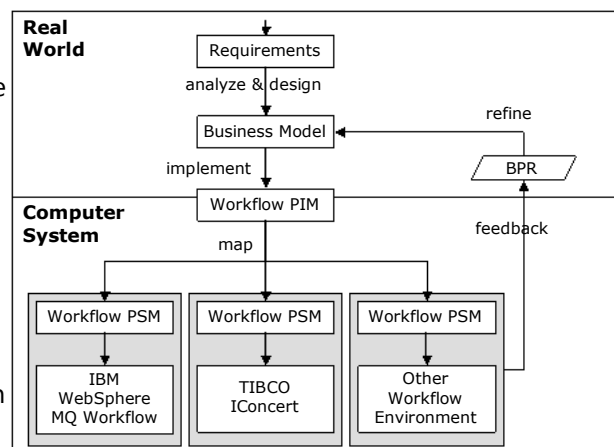 Real
World
Requirements
e
analyze & design
refine
Business Model
BPR
implement
Workflow PIM
Computer
System
feedback
map
Workflow PSM
Workflow PSM
Workflow PSM
IBM
WebSphere
MQ Workflow
TIBCO
IConcert
Other
Workflow
Environment
n